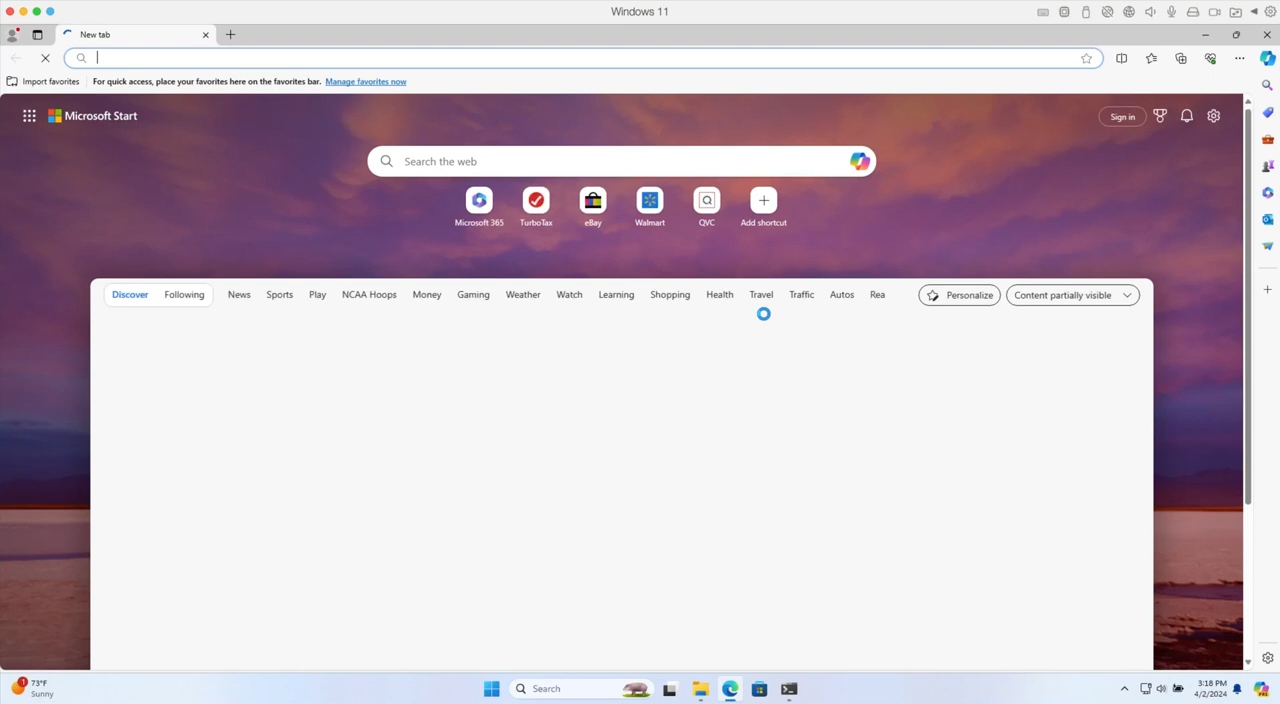 Windows 11
New tab
Import favorites
For quick access, place your favorites here on the favorites bar. Manage favorites now
Microsoft Start
Sign in
Search the web
Microsoft 365
TurboTax
eBay
Walmart
QVC
Add shortcut
Discover
Following
News
Sports
Play
NCAA Hoops
Money
Gaming
Weather
Watch
Learning
Shopping
Health
Travel
Traffic
Autos
Rea
Personalize
Content partially visible
1
73°F
Sunny
Search
3:18 PM
4/2/2024